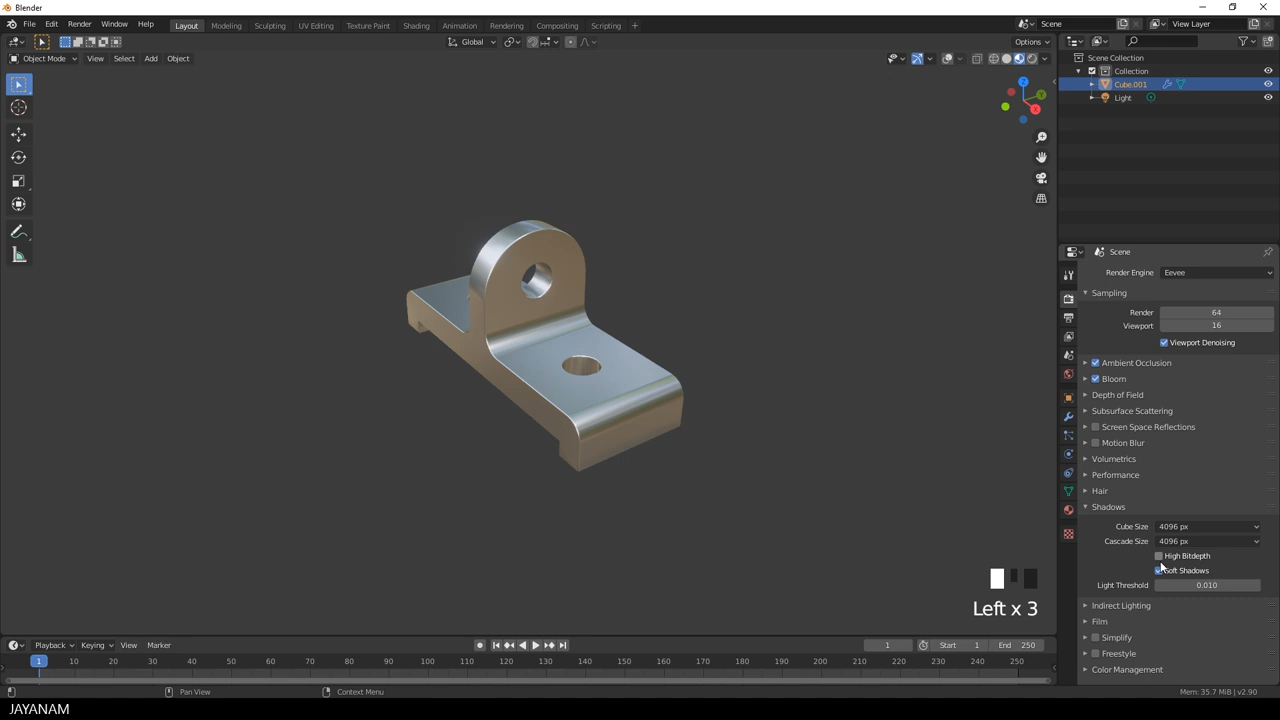 Blender
File Edit Render Window Help
Layout Modeling Sculpting UV Editing Texture Paint Shading Animation Rendering Compositing Scripting +
Scene
View Layer
Global
Options
Object Mode View Select Add Object
Scene Collection
Collection
Cube.001
Light
Scene
Render Engine Eevee
Sampling
Render 64
Viewport 16
Viewport Denoising
Ambient Occlusion
Bloom
Depth of Field
Subsurface Scattering
Screen Space Reflections
Motion Blur
Volumetrics
Performance
Hair
Shadows
Cube Size 4096 px
Cascade Size 4096 px
High Bitdepth
Soft Shadows
Light Threshold 0.010
Indirect Lighting
Film
Simplify
Freestyle
Color Management
Left x 3
Playback Keying View Marker
1
Start 1 End 250
1 10 20 30 40 50 60 70 80 90 100 110 120 130 140 150 160 170 180 190 200 210 220 230 240 250
Pan View
Context Menu
Mem: 35.7 MiB | v2.90
JAYANAM